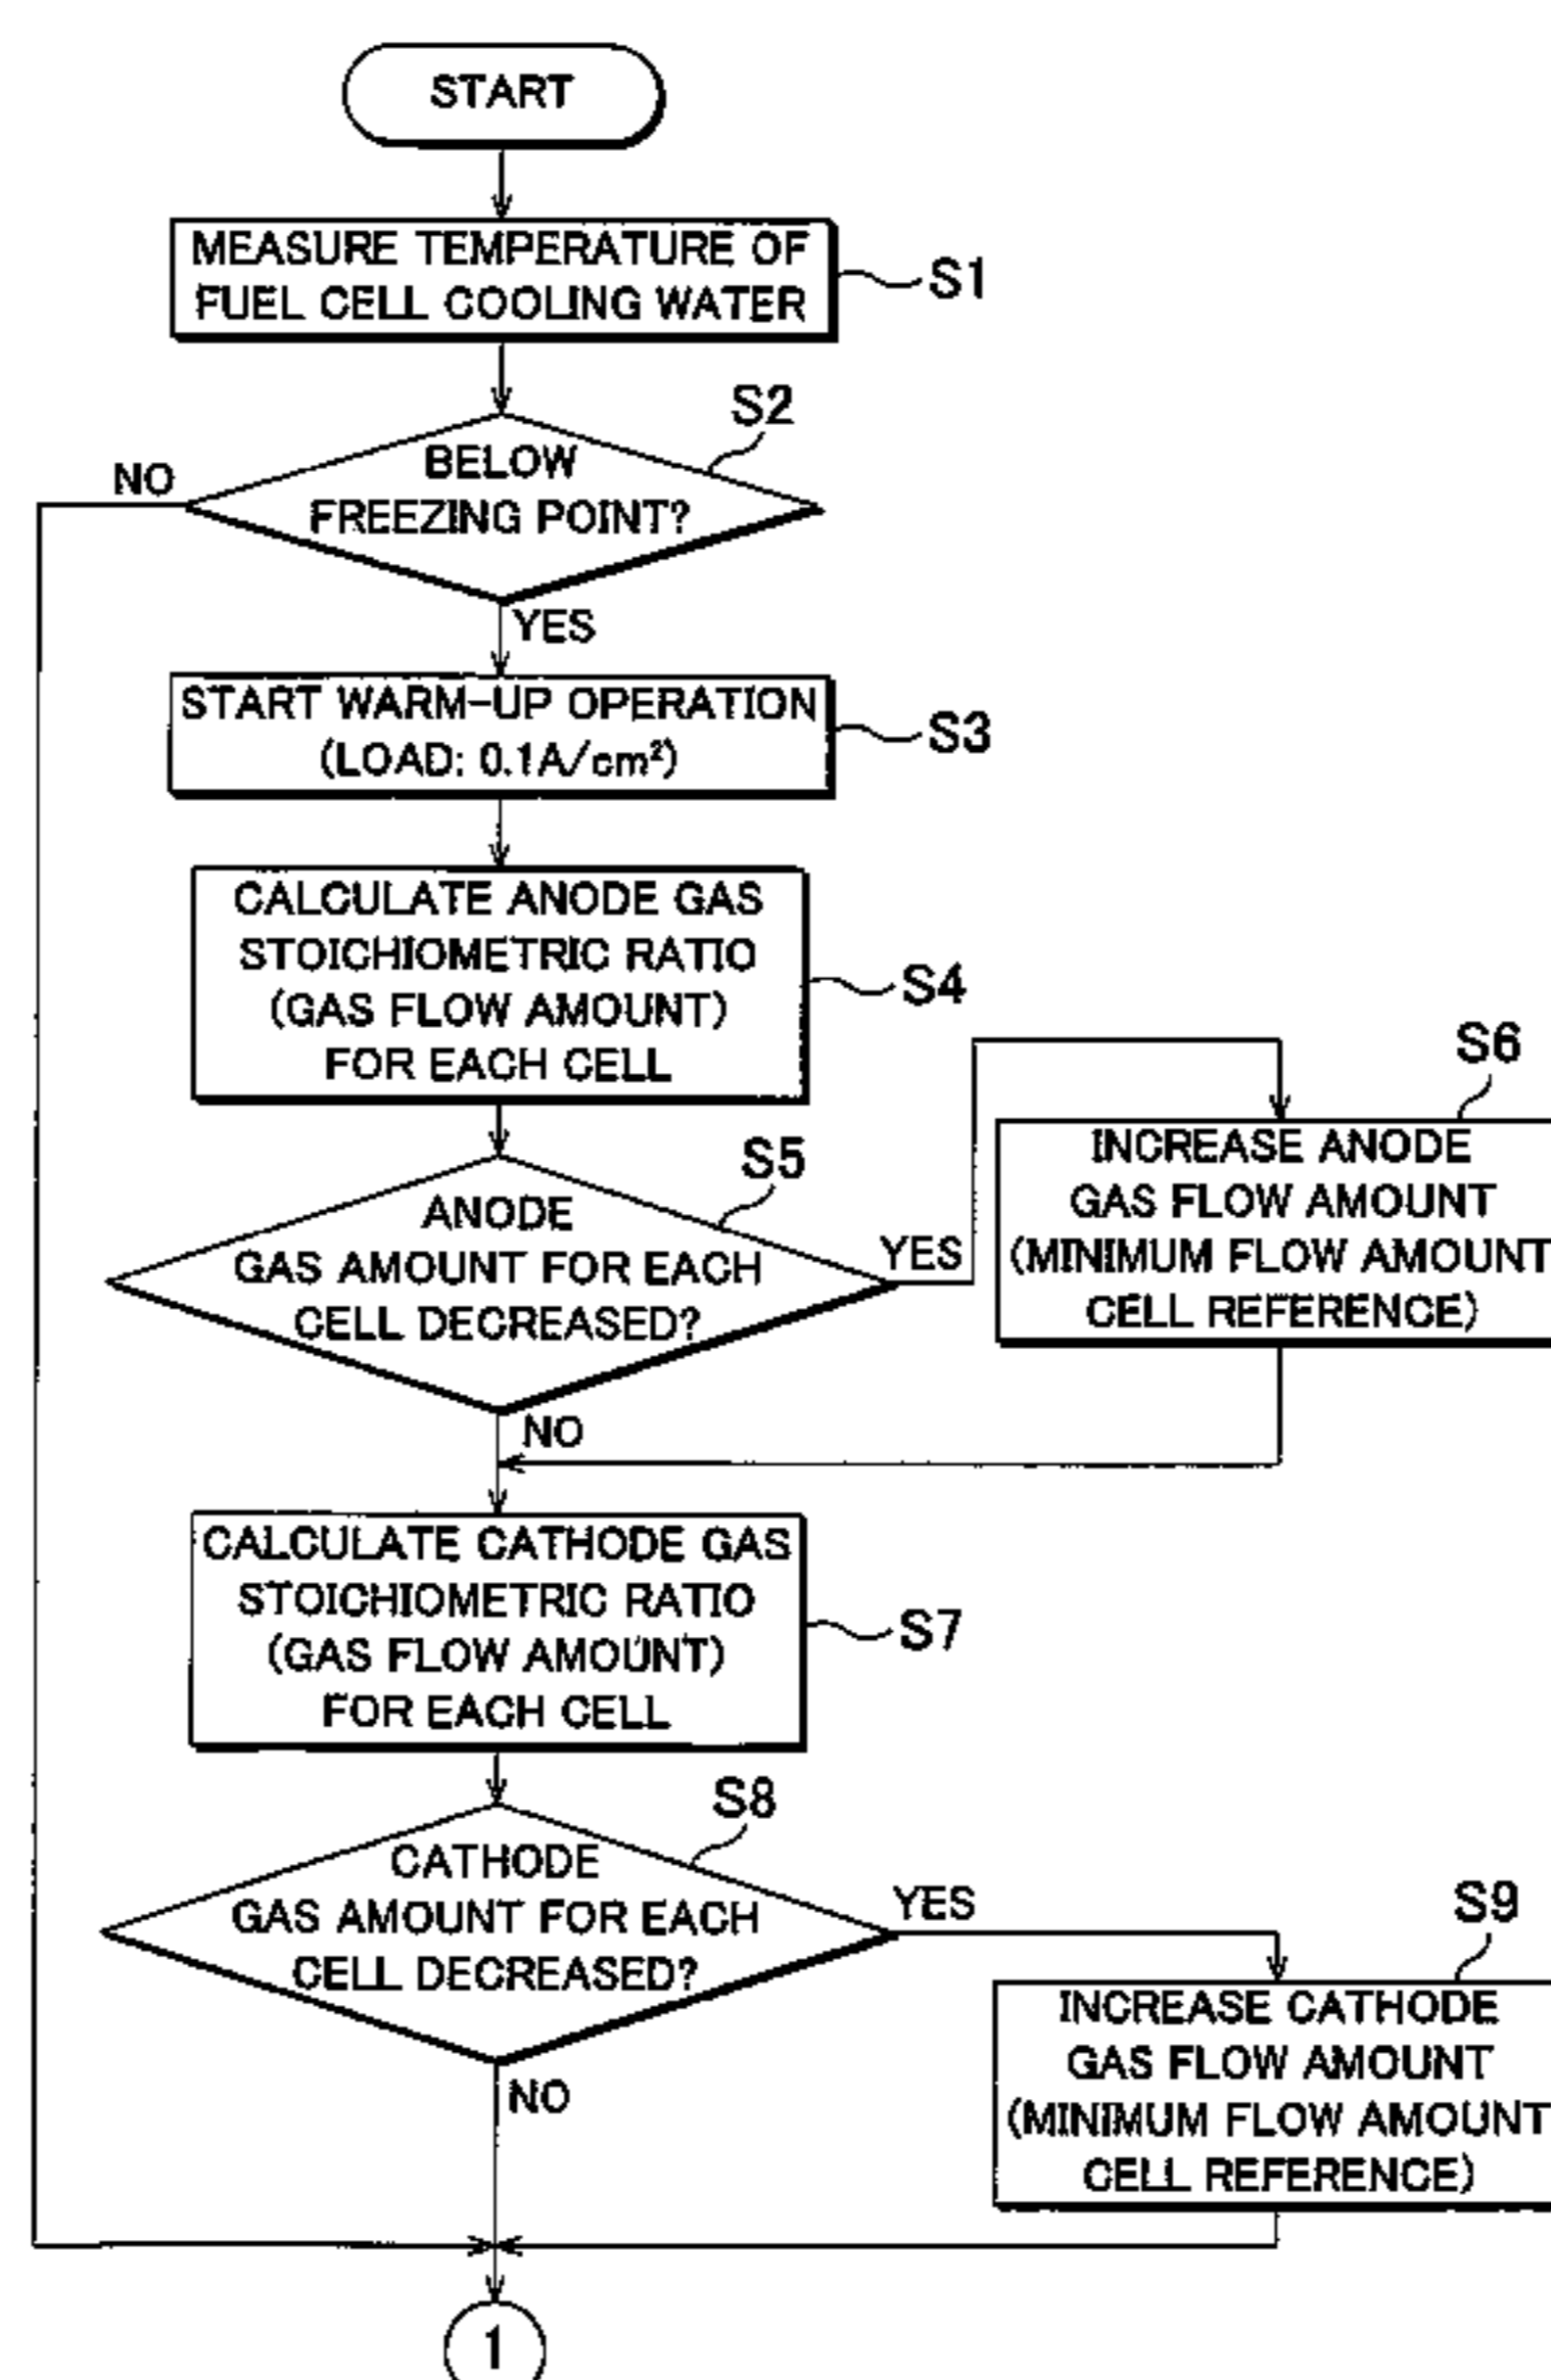 START
MEASURE TEMPERATURE OF
FUEL CELL COOLING WATER
S1
S2
BELOW
FREEZING POINT?
NO
YES
START WARM-UP OPERATION
(LOAD: 0.1A/cm²)
S3
CALCULATE ANODE GAS
STOICHIOMETRIC RATIO
(GAS FLOW AMOUNT)
FOR EACH CELL
S4
S5
ANODE
GAS AMOUNT FOR EACH
CELL DECREASED?
YES
S6
INCREASE ANODE
GAS FLOW AMOUNT
(MINIMUM FLOW AMOUNT
CELL REFERENCE)
NO
CALCULATE CATHODE GAS
STOICHIOMETRIC RATIO
(GAS FLOW AMOUNT)
FOR EACH CELL
S7
S8
CATHODE
GAS AMOUNT FOR EACH
CELL DECREASED?
YES
S9
INCREASE CATHODE
GAS FLOW AMOUNT
(MINIMUM FLOW AMOUNT
CELL REFERENCE)
NO
1